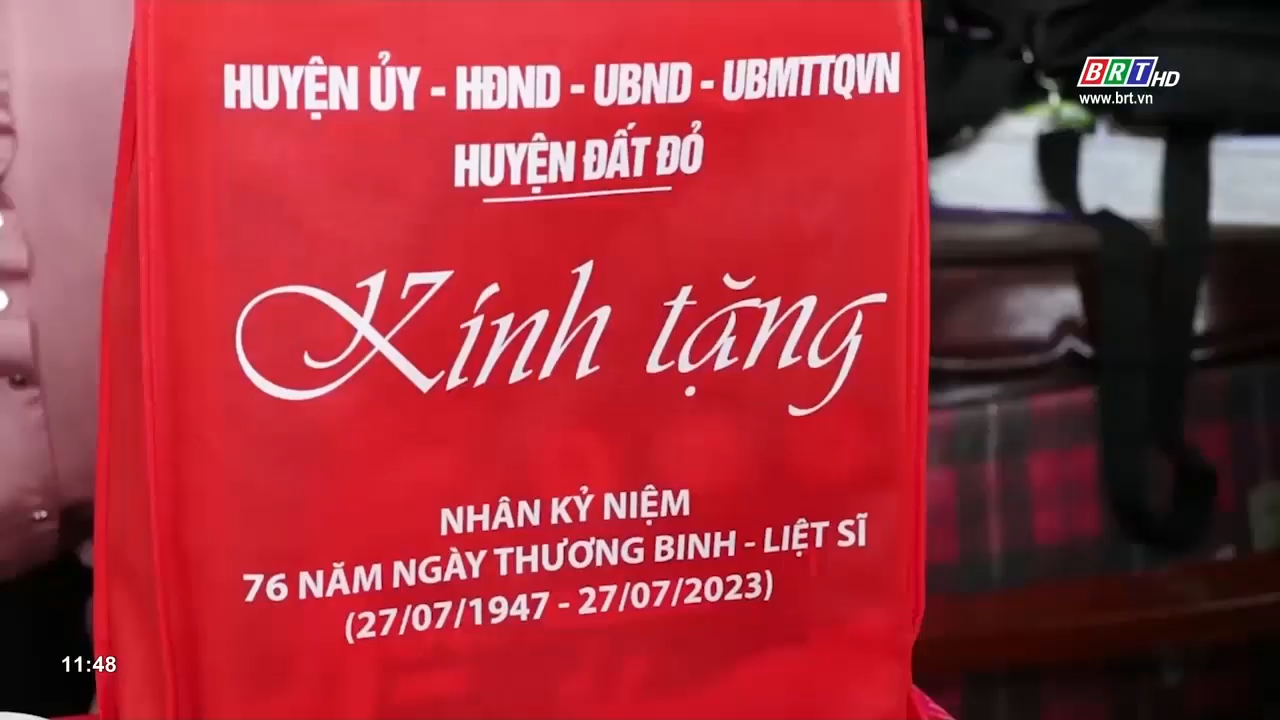 HUYỆN ỦY - HĐND - UBND - UBMTTQVN
HUYỆN ĐẤT ĐỎ
Kính tặng
NHÂN KỶ NIỆM
76 NĂM NGÀY THƯƠNG BINH - LIỆT SĨ
(27/07/1947 - 27/07/2023)
BRT HD
www.brt.vn
11:48